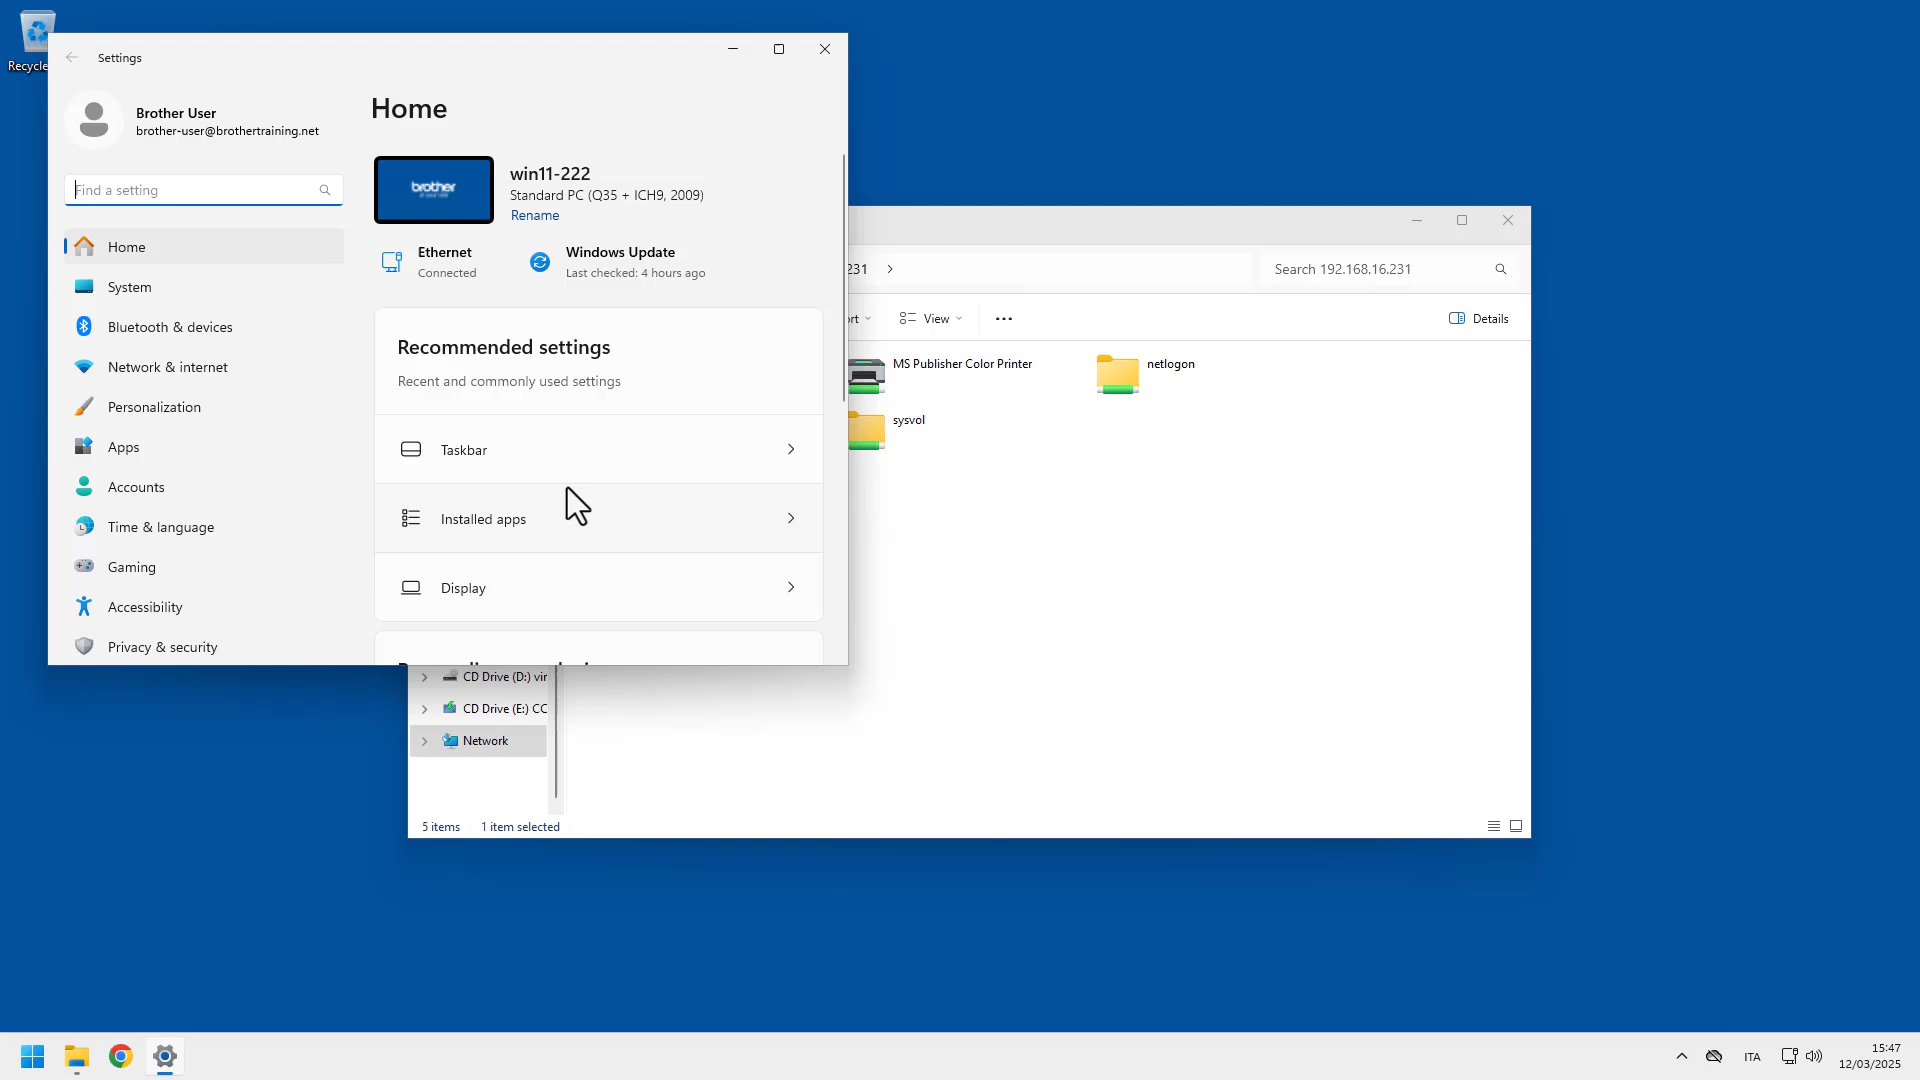 Recycle
Settings
Brother User
brother-user@brothertraining.net
Find a setting
Home
System
Bluetooth & devices
Network & internet
Personalization
Apps
Accounts
Time & language
Gaming
Accessibility
Privacy & security
Home
brother
win11-222
Standard PC (Q35 + ICH9, 2009)
Rename
Ethernet
Connected
Windows Update
Last checked: 4 hours ago
Recommended settings
Recent and commonly used settings
Taskbar
Installed apps
Display
231
Search 192.168.16.231
ort
View
Details
MS Publisher Color Printer
netlogon
sysvol
CD Drive (D:) vir
CD Drive (E:) CC
Network
5 items
1 item selected
ITA
15:47
12/03/2025